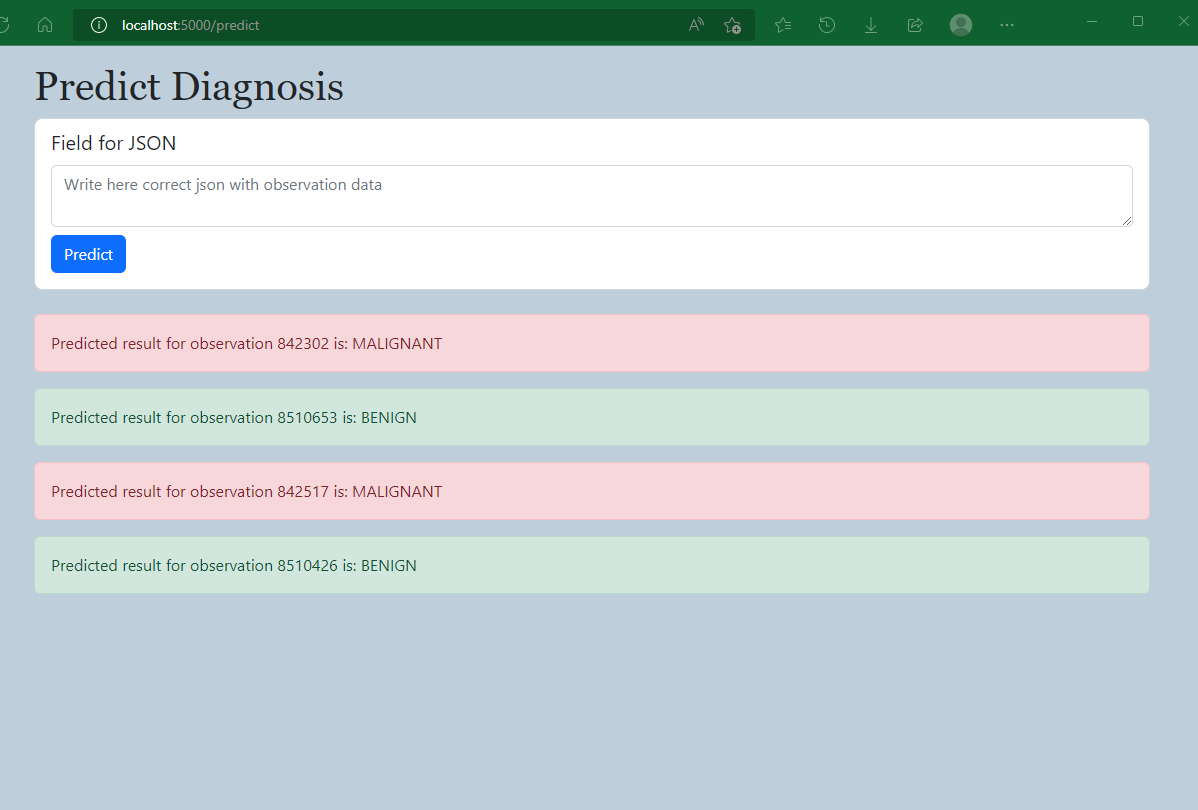 localhost:5000/predict
Predict Diagnosis
Field for JSON
Write here correct json with observation data
Predict
Predicted result for observation 842302 is: MALIGNANT
Predicted result for observation 8510653 is: BENIGN
Predicted result for observation 842517 is: MALIGNANT
Predicted result for observation 8510426 is: BENIGN